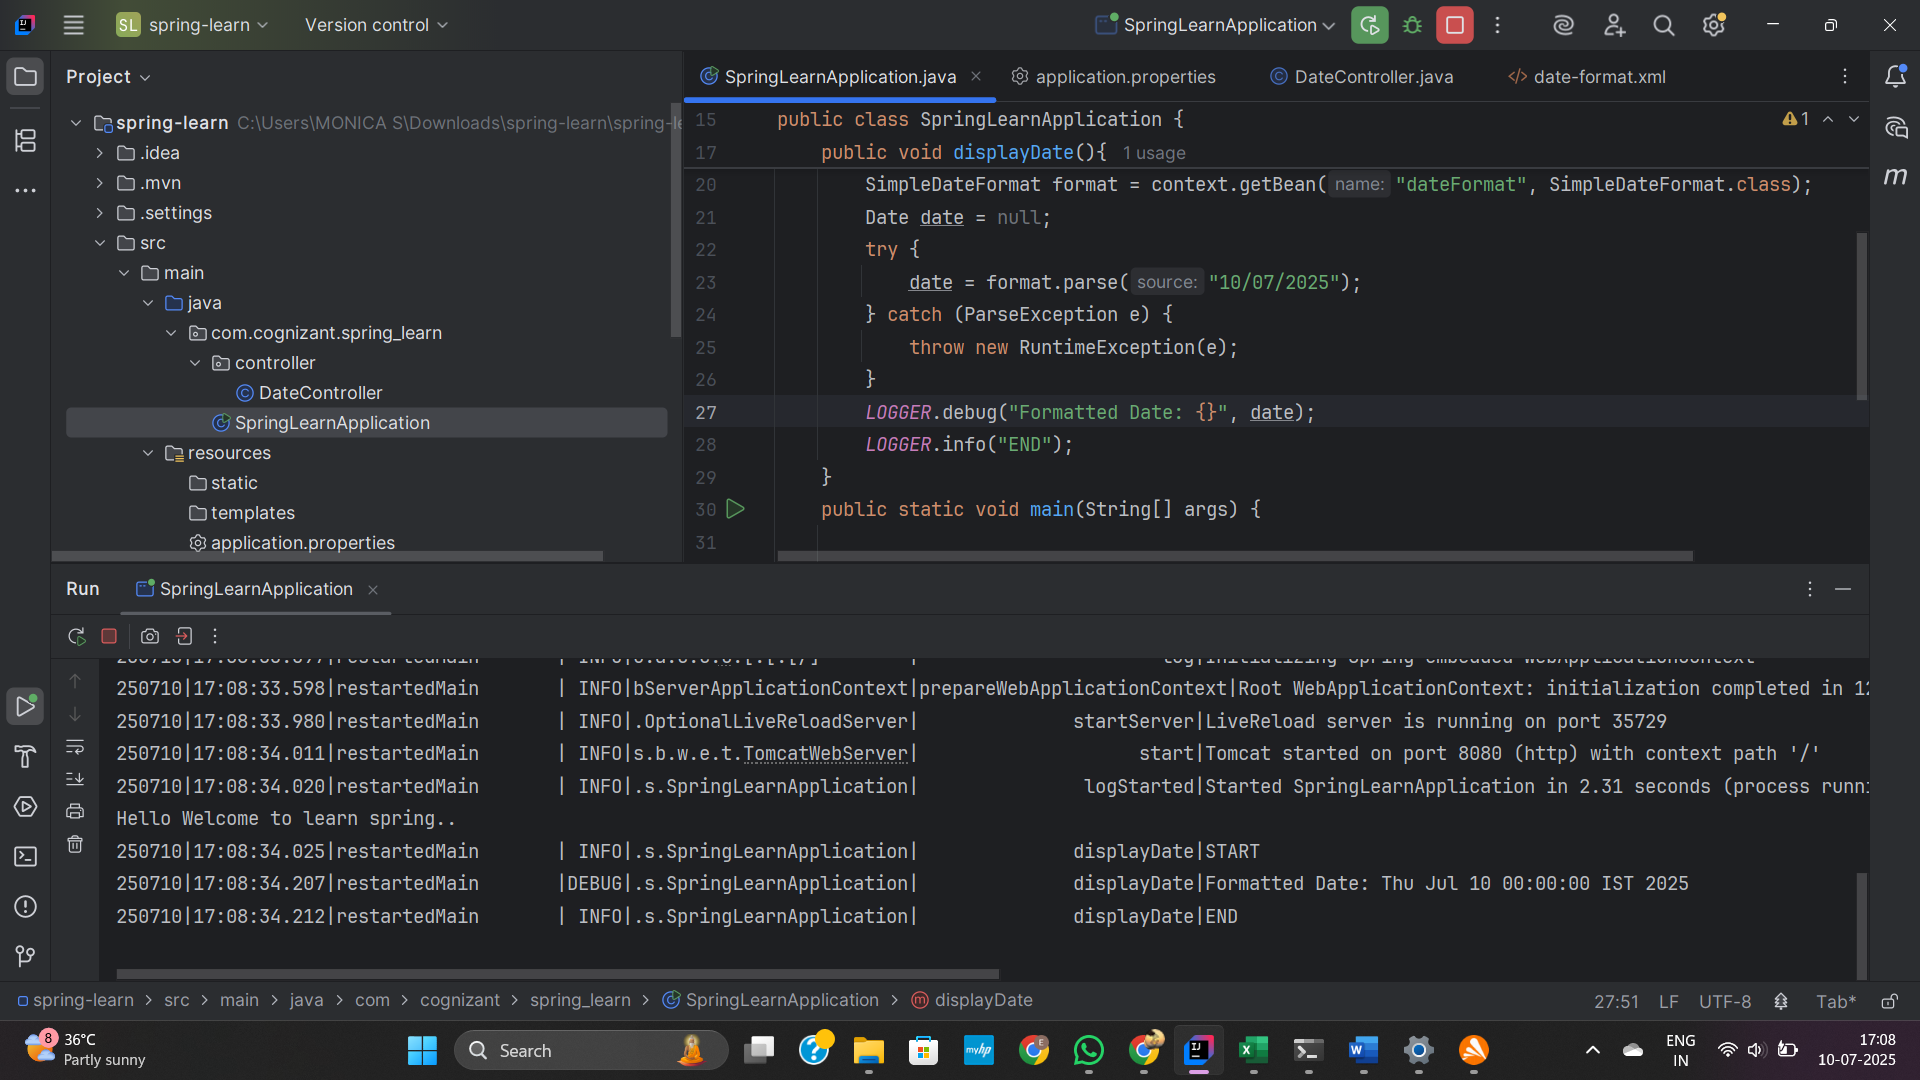 SL spring-learn Version control SpringLearnApplication
Project
spring-learn C:\Users\MONICA S\Downloads\spring-learn\spring-le
.idea
.mvn
.settings
src
main
java
com.cognizant.spring_learn
controller
DateController
SpringLearnApplication
resources
static
templates
application.properties
SpringLearnApplication.java application.properties DateController.java date-format.xml
15 public class SpringLearnApplication { 1
17 public void displayDate(){ 1 usage
20 SimpleDateFormat format = context.getBean( name: "dateFormat", SimpleDateFormat.class);
21 Date date = null;
22 try {
23 date = format.parse( source: "10/07/2025");
24 } catch (ParseException e) {
25 throw new RuntimeException(e);
26 }
27 LOGGER.debug("Formatted Date: {}", date);
28 LOGGER.info("END");
29 }
30 public static void main(String[] args) {
31
Run SpringLearnApplication
250710|17:08:33.598|restartedMain | INFO|bServerApplicationContext|prepareWebApplicationContext|Root WebApplicationContext: initialization completed in 12
250710|17:08:33.980|restartedMain | INFO|.OptionalLiveReloadServer| startServer|LiveReload server is running on port 35729
250710|17:08:34.011|restartedMain | INFO|s.b.w.e.t.TomcatWebServer| start|Tomcat started on port 8080 (http) with context path '/'
250710|17:08:34.020|restartedMain | INFO|.s.SpringLearnApplication| logStarted|Started SpringLearnApplication in 2.31 seconds (process runni
Hello Welcome to learn spring..
250710|17:08:34.025|restartedMain | INFO|.s.SpringLearnApplication| displayDate|START
250710|17:08:34.207|restartedMain |DEBUG|.s.SpringLearnApplication| displayDate|Formatted Date: Thu Jul 10 00:00:00 IST 2025
250710|17:08:34.212|restartedMain | INFO|.s.SpringLearnApplication| displayDate|END
spring-learn > src > main > java > com > cognizant > spring_learn > SpringLearnApplication > displayDate 27:51 LF UTF-8 Tab*
8 36°C
Partly sunny
Search
myhp
ENG
IN
17:08
10-07-2025